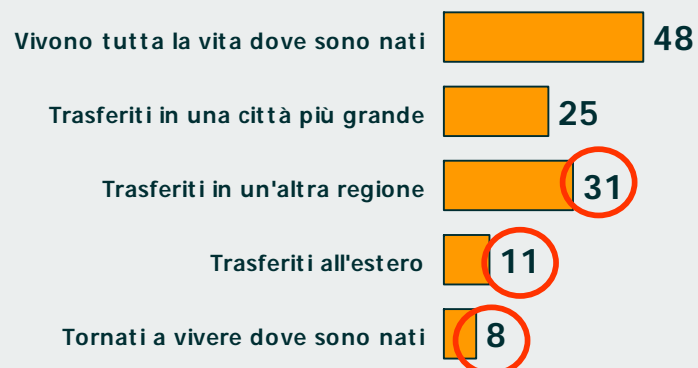 Vivono tutta la vita dove sono nati 48
Trasferiti in una città più grande 25
Trasferiti in un'altra regione 31
Trasferiti all'estero 11
Tornati a vivere dove sono nati 8